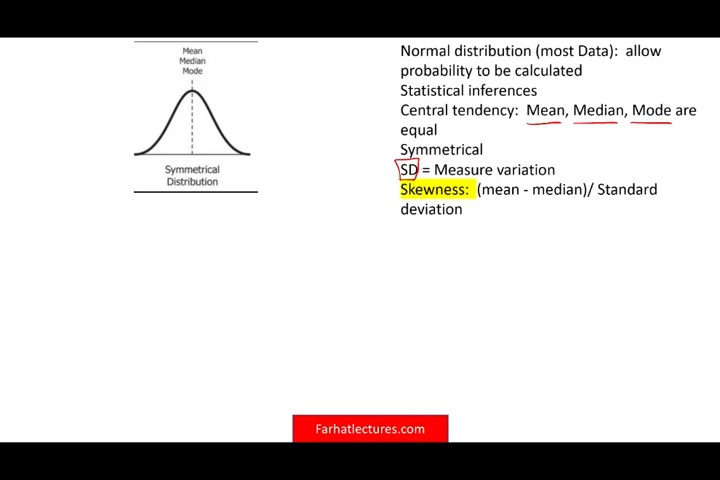 Mean
Median
Mode
Symmetrical
Distribution
Normal distribution (most Data): allow
probability to be calculated
Statistical inferences
Central tendency: Mean, Median, Mode are
equal
Symmetrical
SD = Measure variation
Skewness: (mean - median)/ Standard
deviation
Farhatlectures.com